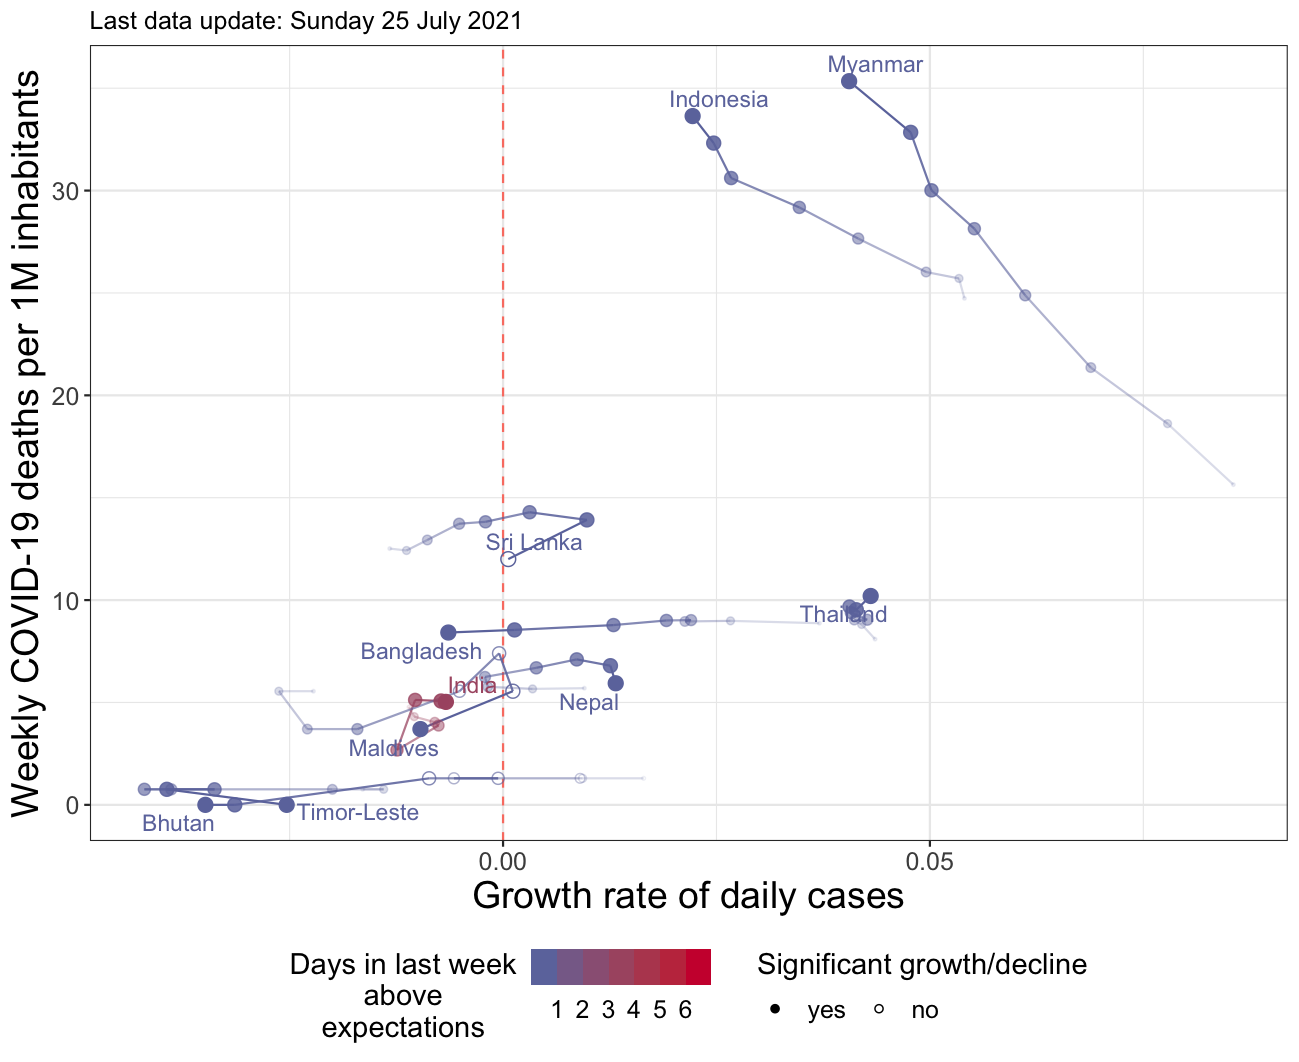 Last data update: Sunday 25 July 2021
Weekly COVID-19 deaths per 1M inhabitants
30
20
10
0
Myanmar
Indonesia
Sri Lanka
Thailand
Bangladesh
India
Nepal
Maldives
Timor-Leste
Bhutan
0.00 0.05
Growth rate of daily cases
Days in last week
above
expectations
1 2 3 4 5 6
Significant growth/decline
yes no